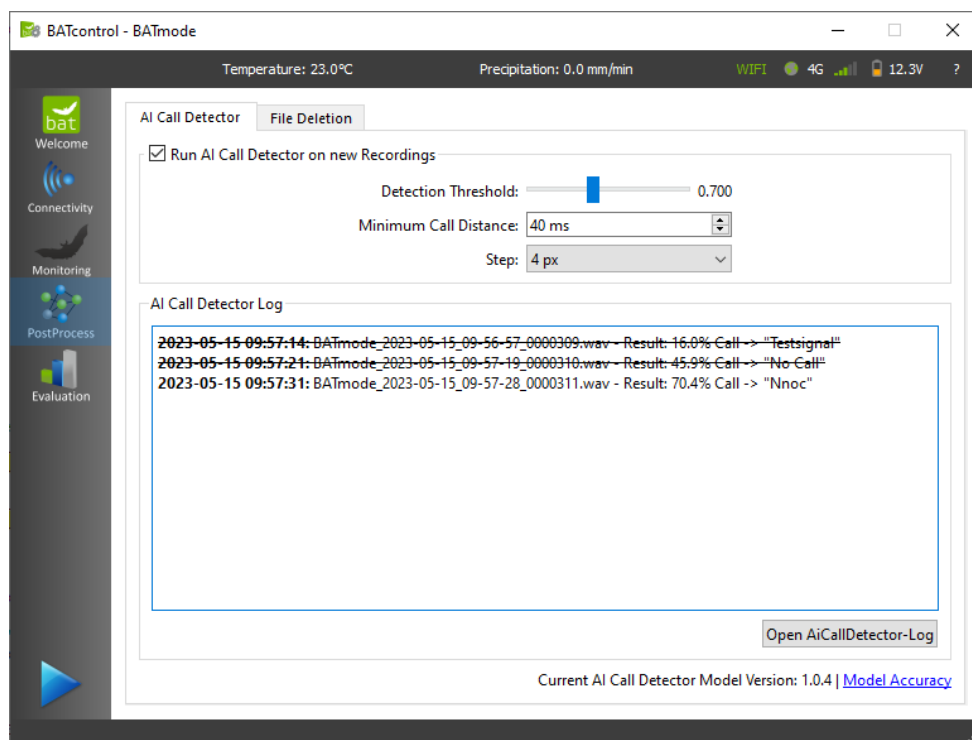 BATcontrol - BATmode
Temperature: 23.0°C Precipitation: 0.0 mm/min WIFI 4G 12.3V ?
bat
Welcome
Connectivity
Monitoring
PostProcess
Evaluation
AI Call Detector File Deletion
Run AI Call Detector on new Recordings
Detection Threshold: 0.700
Minimum Call Distance: 40 ms
Step: 4 px
AI Call Detector Log
2023-05-15 09:57:14: BATmode_2023-05-15_09-56-57_0000309.wav - Result: 16.0% Call -> "Testsignal"
2023-05-15 09:57:21: BATmode_2023-05-15_09-57-19_0000310.wav - Result: 45.9% Call -> "No Call"
2023-05-15 09:57:31: BATmode_2023-05-15_09-57-28_0000311.wav - Result: 70.4% Call -> "Nnoc"
Open AiCallDetector-Log
Current AI Call Detector Model Version: 1.0.4 | Model Accuracy